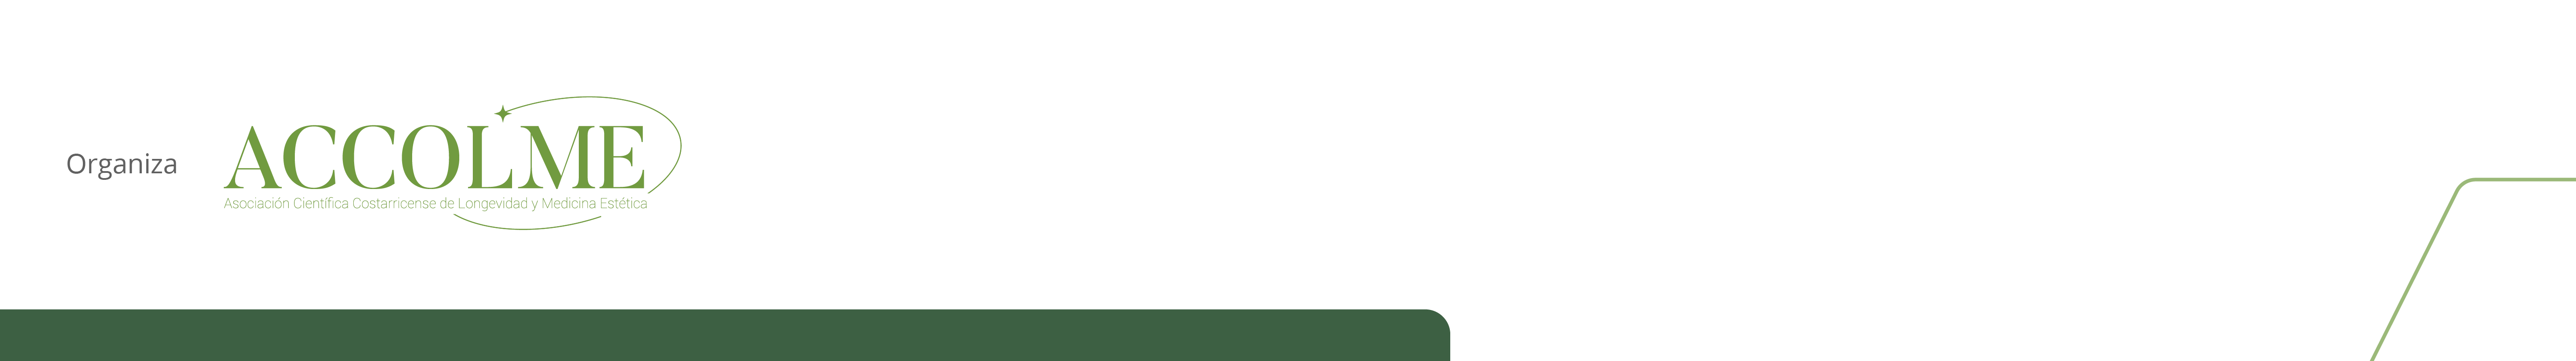 Organiza
ACCOLME
Asociación Científica Costarricense de Longevidad y Medicina Estética